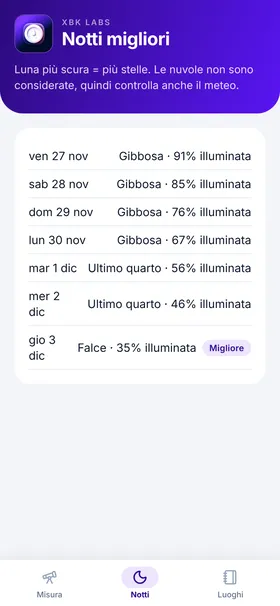 XBK LABS
Notti migliori
Luna più scura = più stelle. Le nuvole non sono
considerate, quindi controlla anche il meteo.
ven 27 nov Gibbosa · 91% illuminata
sab 28 nov Gibbosa · 85% illuminata
dom 29 nov Gibbosa · 76% illuminata
lun 30 nov Gibbosa · 67% illuminata
mar 1 dic Ultimo quarto · 56% illuminata
mer 2
dic Ultimo quarto · 46% illuminata
gio 3
dic Falce · 35% illuminata Migliore
Misura Notti Luoghi